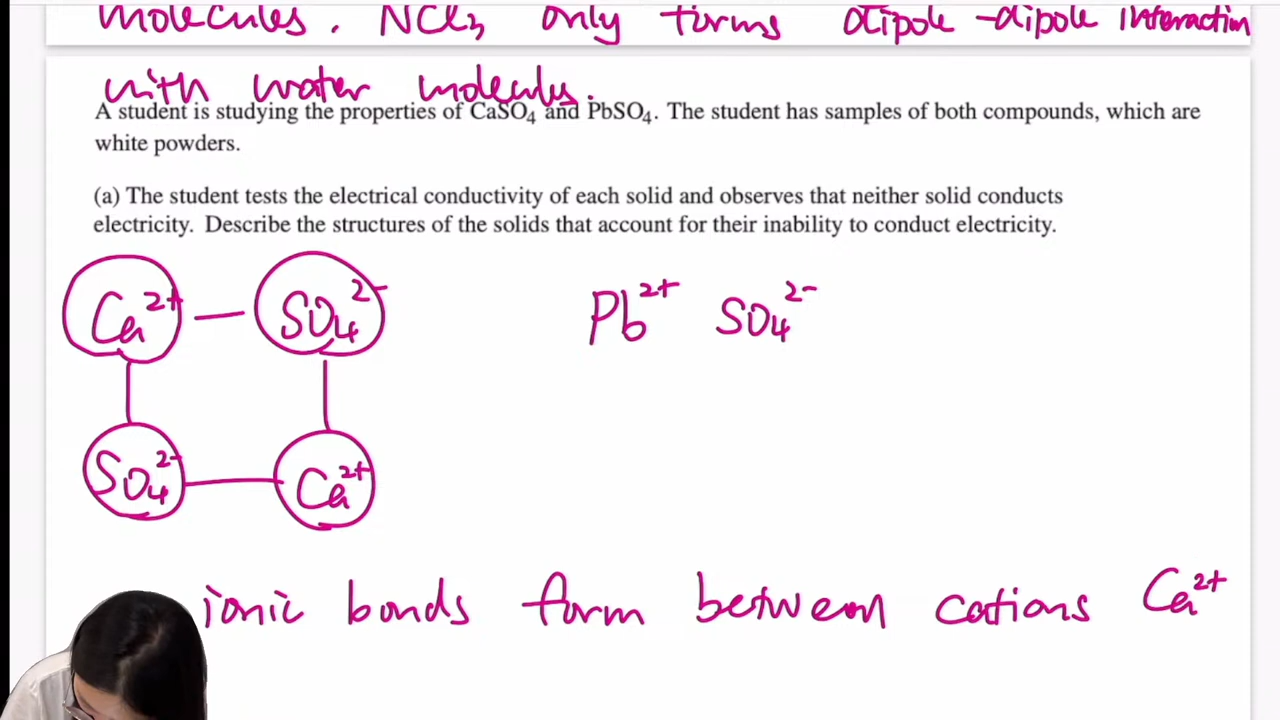 molecules. NCl3 only forms dipole-dipole interaction
with water molecules.
A student is studying the properties of CaSO4 and PbSO4. The student has samples of both compounds, which are
white powders.
(a) The student tests the electrical conductivity of each solid and observes that neither solid conducts
electricity. Describe the structures of the solids that account for their inability to conduct electricity.
Ca2+ — SO42- Pb2+ SO42-
SO42- — Ca2+
ionic bonds form between cations Ca2+